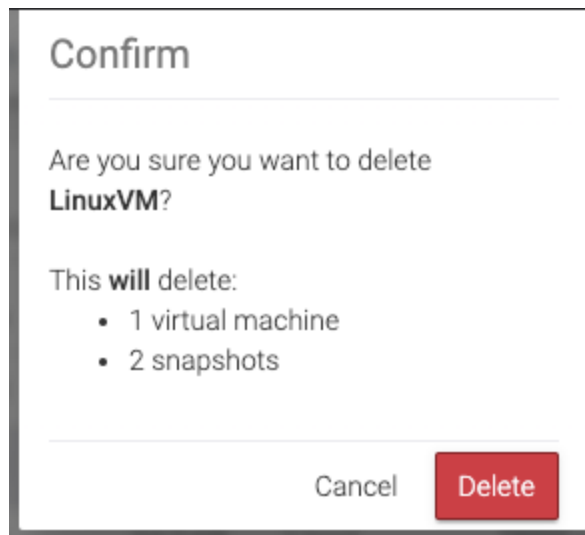 Confirm
Are you sure you want to delete
LinuxVM?
This will delete:
• 1 virtual machine
• 2 snapshots
Cancel Delete